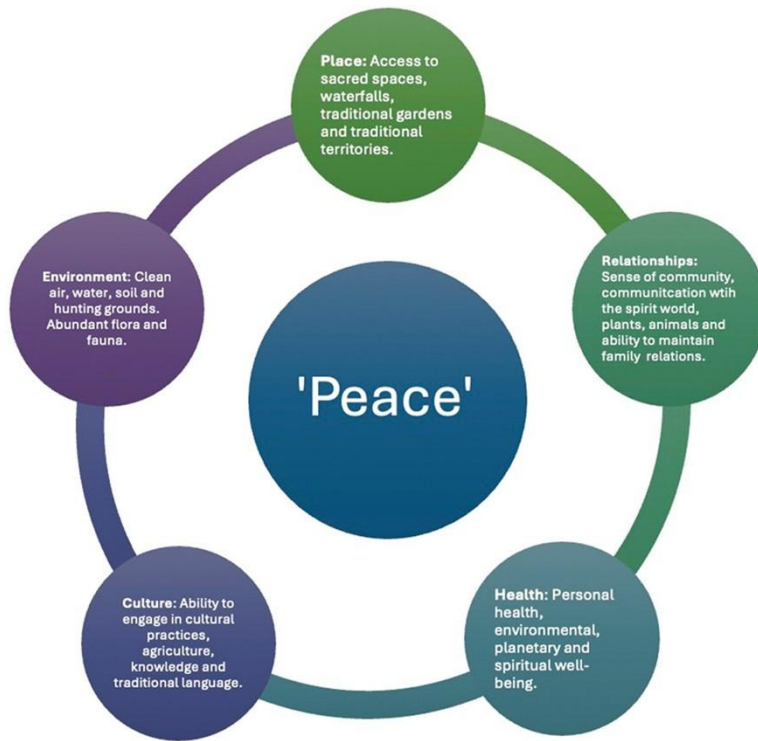 Place: Access to
sacred spaces,
waterfalls,
traditional gardens
and traditional
territories.
Relationships:
Sense of community,
communitcation wtih
the spirit world,
plants, animals and
ability to maintain
family relations.
Health: Personal
health,
environmental,
planetary and
spiritual well-
being.
Culture: Ability to
engage in cultural
practices,
agriculture,
knowledge and
traditional language.
Environment: Clean
air, water, soil and
hunting grounds.
Abundant flora and
fauna.
'Peace'